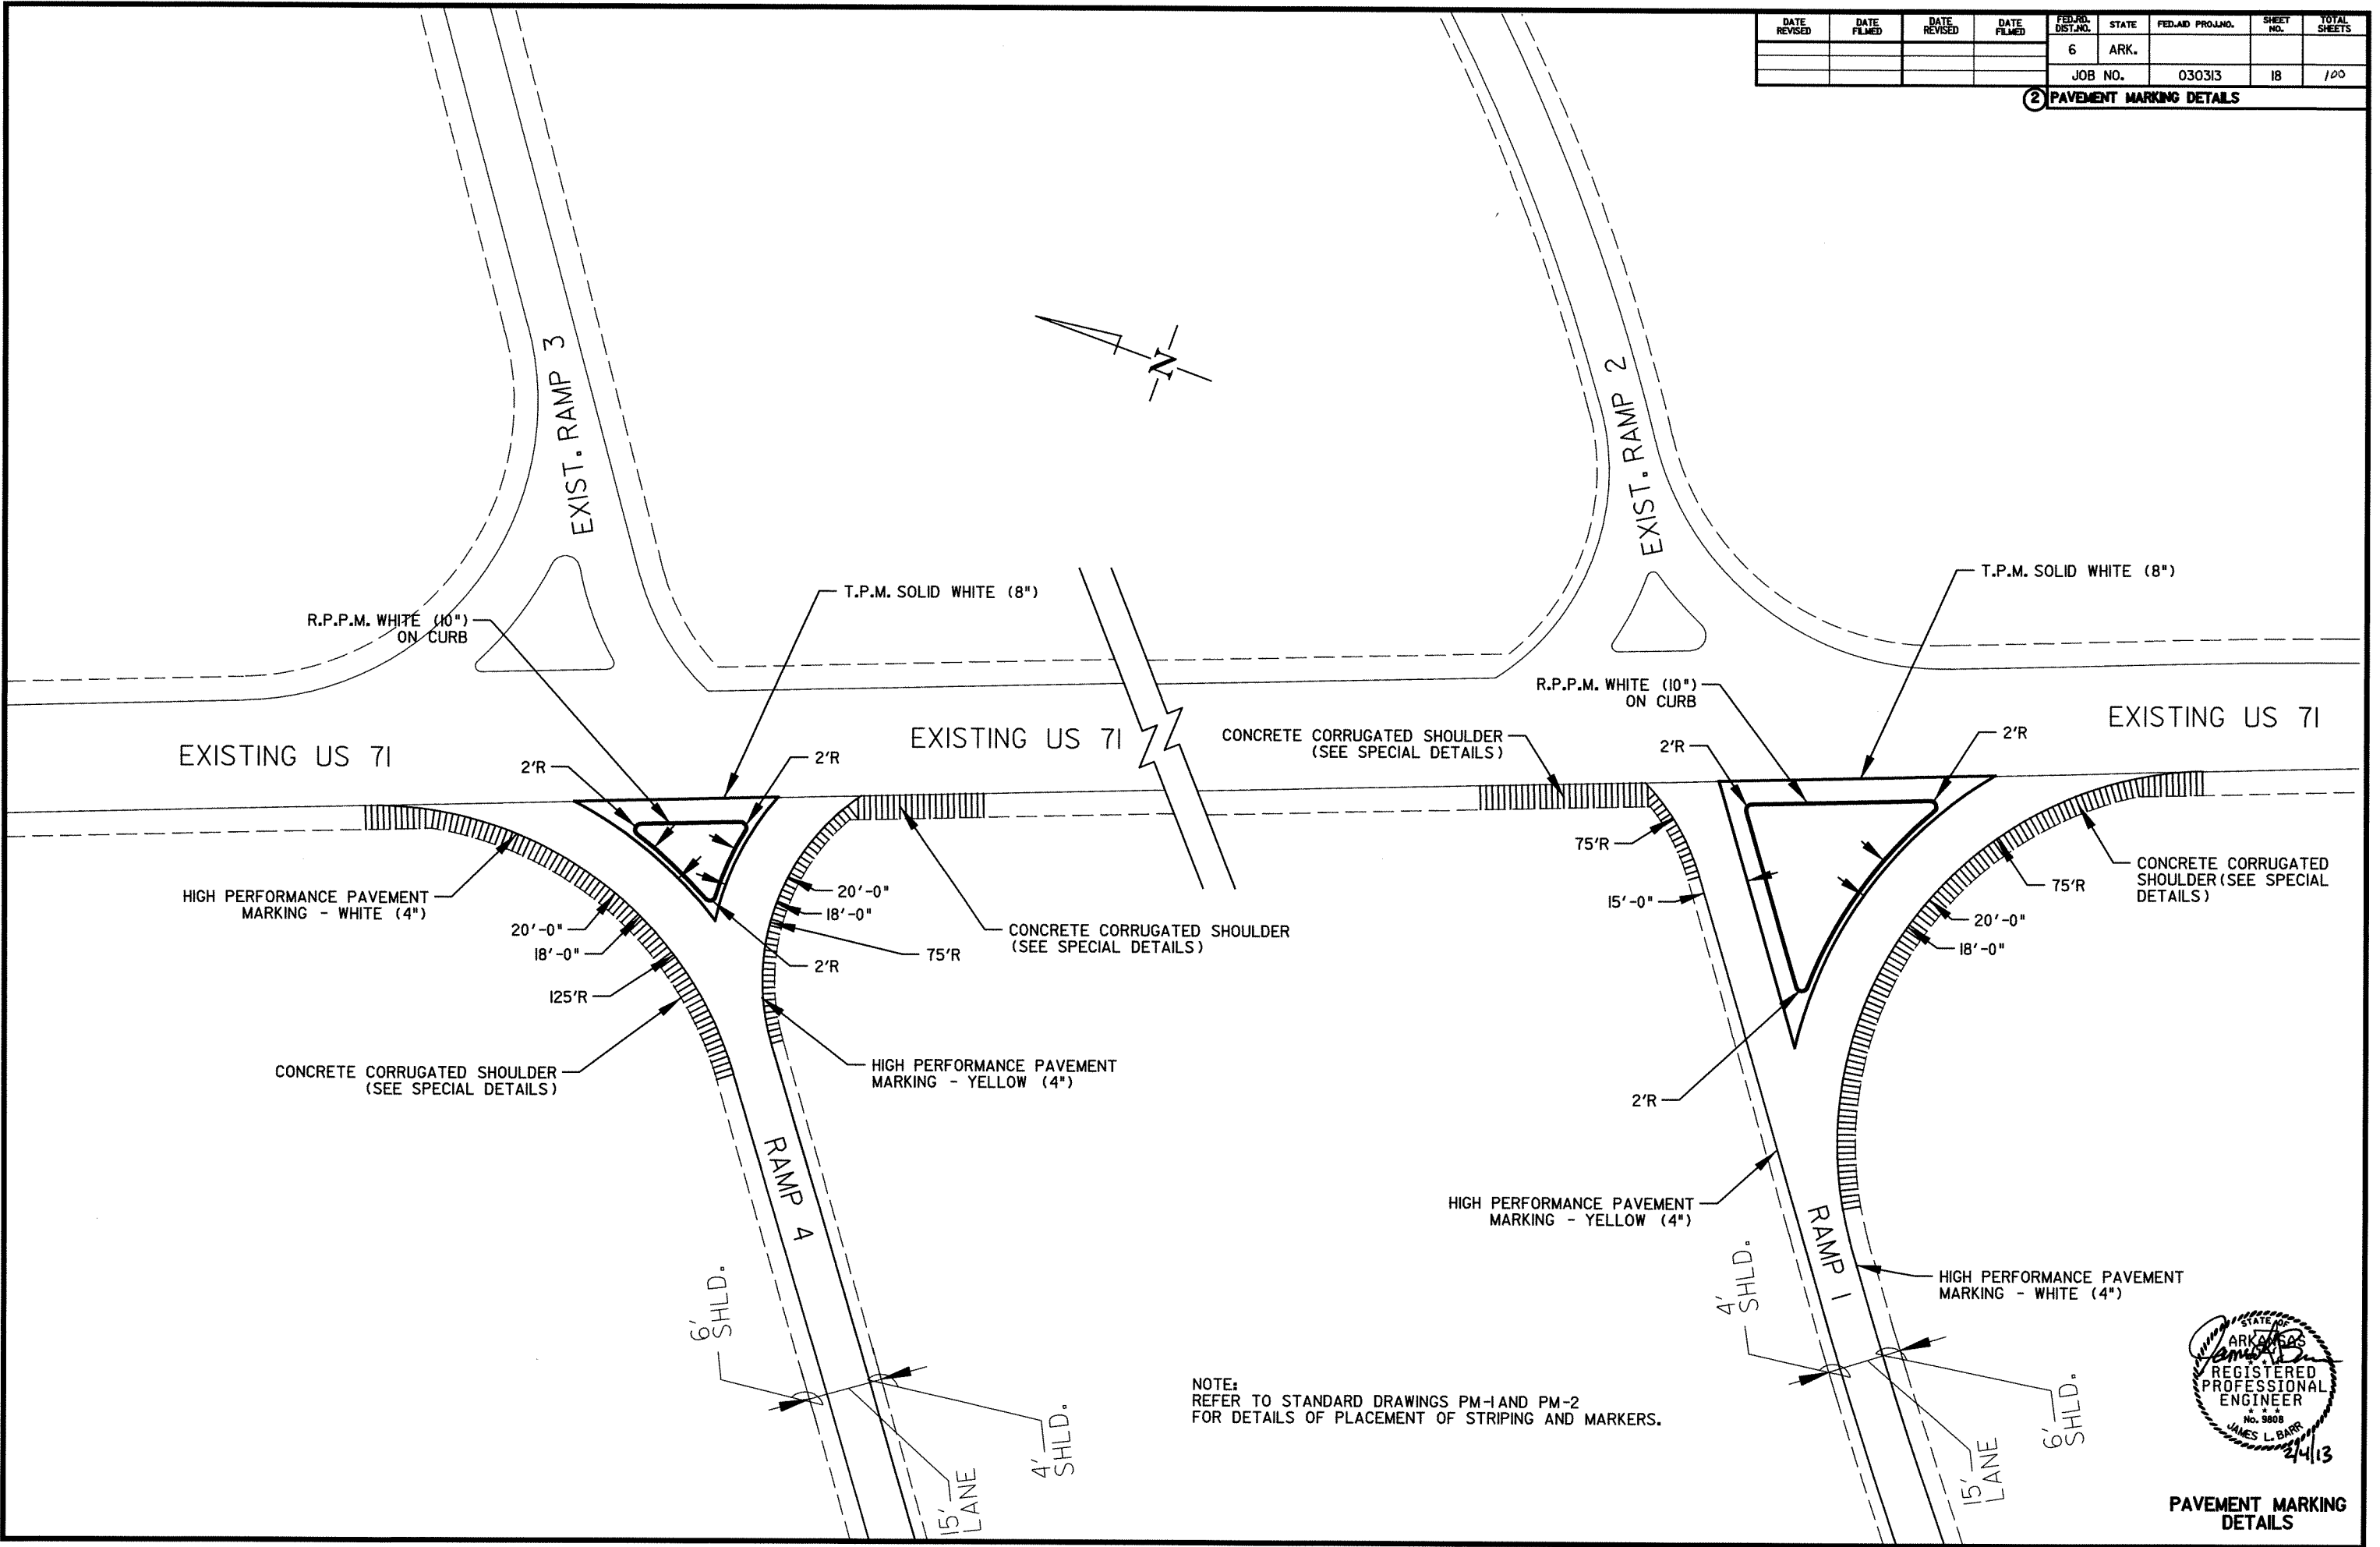 DATE REVISED
DATE FILMED
DATE REVISED
DATE FILMED
FED.RD. DIST.NO.
STATE
FED.AID PROJ.NO.
SHEET NO.
TOTAL SHEETS
6
ARK.
JOB NO.
030313
18
100
2
PAVEMENT MARKING DETAILS
EXIST. RAMP 3
N
EXIST. RAMP 2
T.P.M. SOLID WHITE (8")
T.P.M. SOLID WHITE (8")
R.P.P.M. WHITE (10")
ON CURB
R.P.P.M. WHITE (10")
ON CURB
EXISTING US 71
EXISTING US 71
EXISTING US 71
CONCRETE CORRUGATED SHOULDER
(SEE SPECIAL DETAILS)
2'R
2'R
2'R
2'R
75'R
15'-0"
HIGH PERFORMANCE PAVEMENT
MARKING - WHITE (4")
20'-0"
18'-0"
125'R
20'-0"
18'-0"
75'R
2'R
CONCRETE CORRUGATED SHOULDER
(SEE SPECIAL DETAILS)
CONCRETE CORRUGATED
SHOULDER (SEE SPECIAL
DETAILS)
75'R
20'-0"
18'-0"
CONCRETE CORRUGATED SHOULDER
(SEE SPECIAL DETAILS)
HIGH PERFORMANCE PAVEMENT
MARKING - YELLOW (4")
2'R
RAMP 4
HIGH PERFORMANCE PAVEMENT
MARKING - YELLOW (4")
RAMP 1
HIGH PERFORMANCE PAVEMENT
MARKING - WHITE (4")
6'
SHLD.
4'
SHLD.
15'
LANE
4'
SHLD.
6'
SHLD.
15'
LANE
NOTE:
REFER TO STANDARD DRAWINGS PM-1 AND PM-2
FOR DETAILS OF PLACEMENT OF STRIPING AND MARKERS.
STATE OF
ARKANSAS
REGISTERED
PROFESSIONAL
ENGINEER
No. 9808
JAMES L. BARR
2/4/13
PAVEMENT MARKING
DETAILS